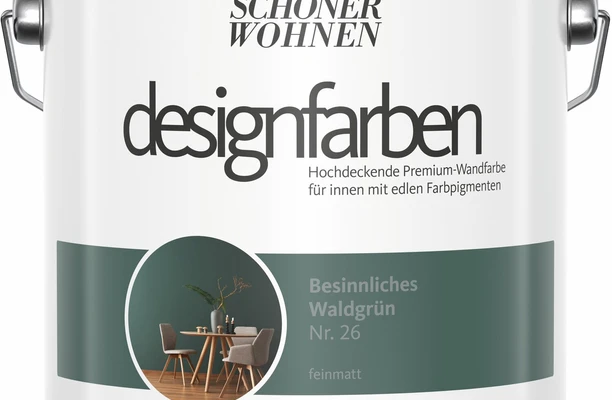 SCHÖNER
WOHNEN
designfarben
Hochdeckende Premium-Wandfarbe
für innen mit edlen Farbpigmenten
Besinnliches
Waldgrün
Nr. 26
feinmatt